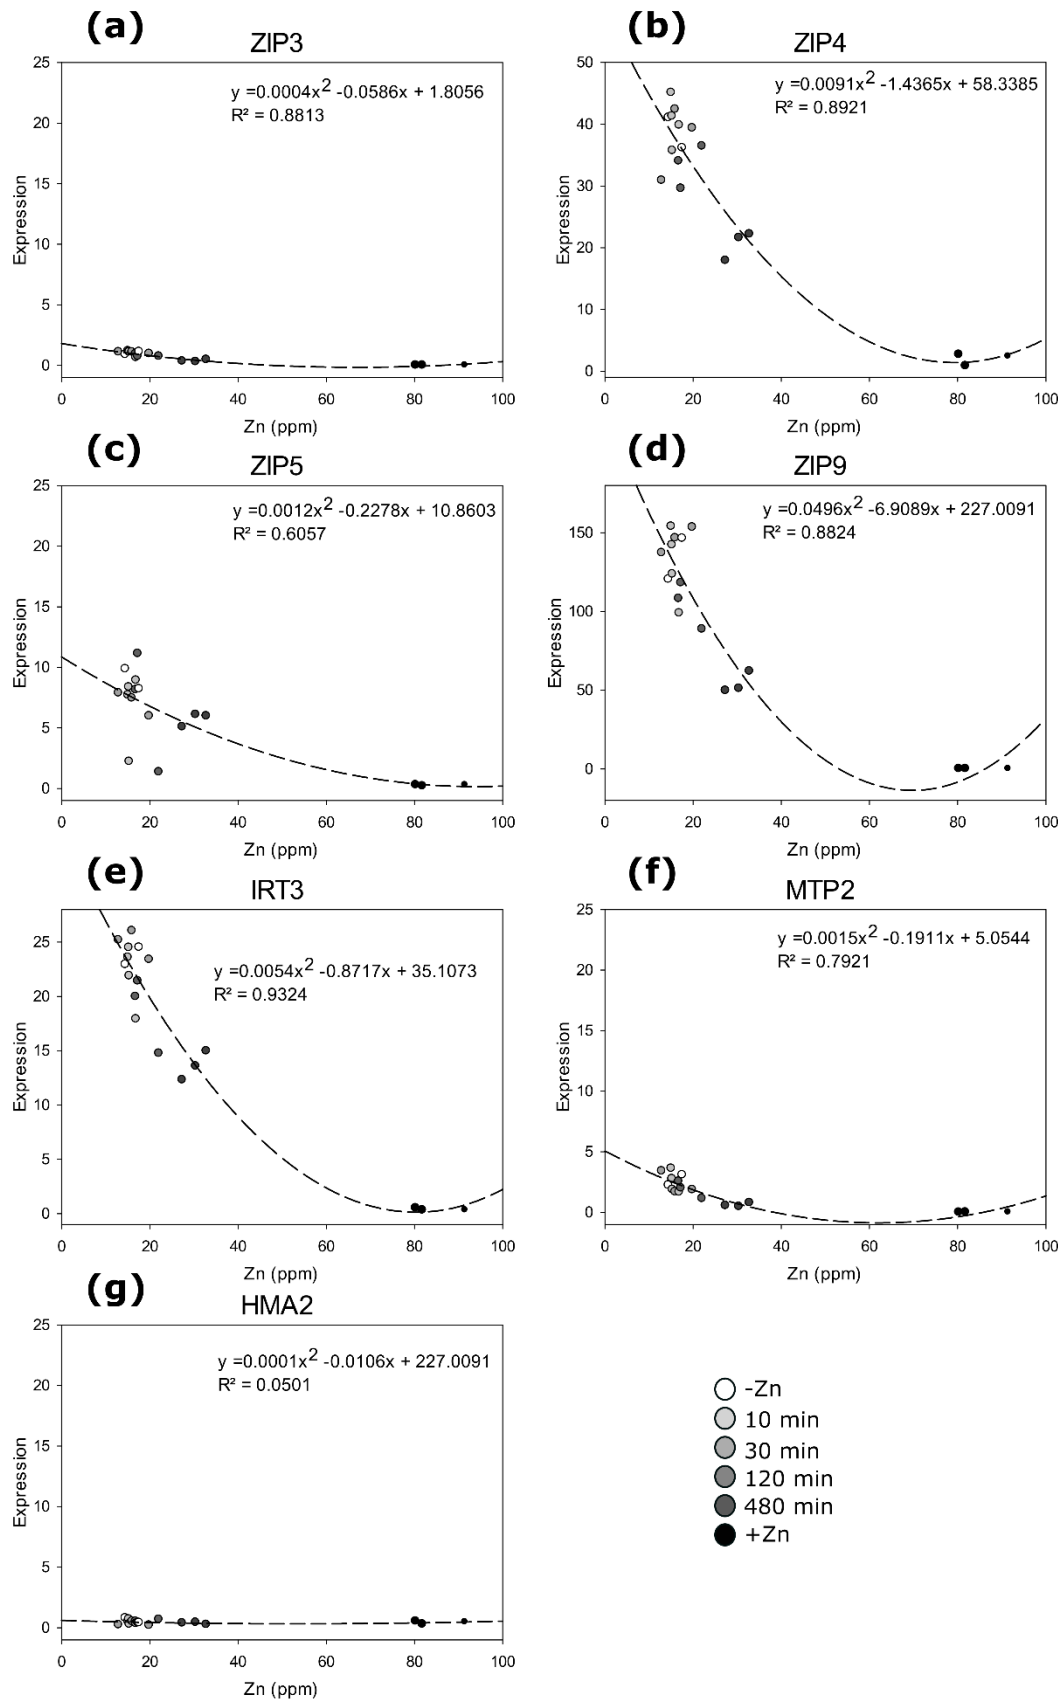 (a)
ZIP3
25
20
15
10
5
0
Expression
y =0.0004x2 -0.0586x + 1.8056
R² = 0.8813
0 20 40 60 80 100
Zn (ppm)
(b)
ZIP4
50
40
30
20
10
0
Expression
y =0.0091x2 -1.4365x + 58.3385
R² = 0.8921
0 20 40 60 80 100
Zn (ppm)
(c)
ZIP5
25
20
15
10
5
0
Expression
y =0.0012x2 -0.2278x + 10.8603
R² = 0.6057
0 20 40 60 80 100
Zn (ppm)
(d)
ZIP9
150
100
50
0
Expression
y =0.0496x2 -6.9089x + 227.0091
R² = 0.8824
0 20 40 60 80 100
Zn (ppm)
(e)
IRT3
25
20
15
10
5
0
Expression
y =0.0054x2 -0.8717x + 35.1073
R² = 0.9324
0 20 40 60 80 100
Zn (ppm)
(f)
MTP2
25
20
15
10
5
0
Expression
y =0.0015x2 -0.1911x + 5.0544
R² = 0.7921
0 20 40 60 80 100
Zn (ppm)
(g)
HMA2
25
20
15
10
5
0
Expression
y =0.0001x2 -0.0106x + 227.0091
R² = 0.0501
0 20 40 60 80 100
Zn (ppm)
-Zn
10 min
30 min
120 min
480 min
+Zn